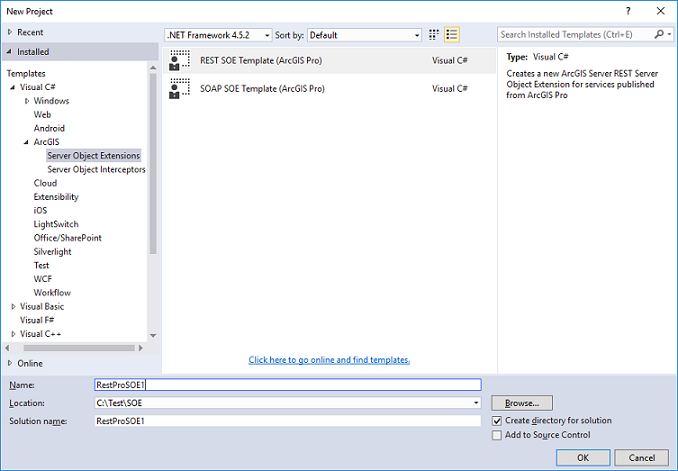 New Project
? ×
Recent
.NET Framework 4.5.2 Sort by: Default
Search Installed Templates (Ctrl+E)
Installed
Templates
Visual C#
Windows
Web
Android
ArcGIS
Server Object Extensions
Server Object Interceptors
Cloud
Extensibility
iOS
LightSwitch
Office/SharePoint
Silverlight
Test
WCF
Workflow
Visual Basic
Visual F#
Visual C++
Online
REST SOE Template (ArcGIS Pro) Visual C#
SOAP SOE Template (ArcGIS Pro) Visual C#
Click here to go online and find templates.
Type: Visual C#
Creates a new ArcGIS Server REST Server
Object Extension for services published
from ArcGIS Pro
Name: RestProSOE1
Location: C:\Test\SOE
Browse...
Solution name: RestProSOE1
Create directory for solution
Add to Source Control
OK Cancel